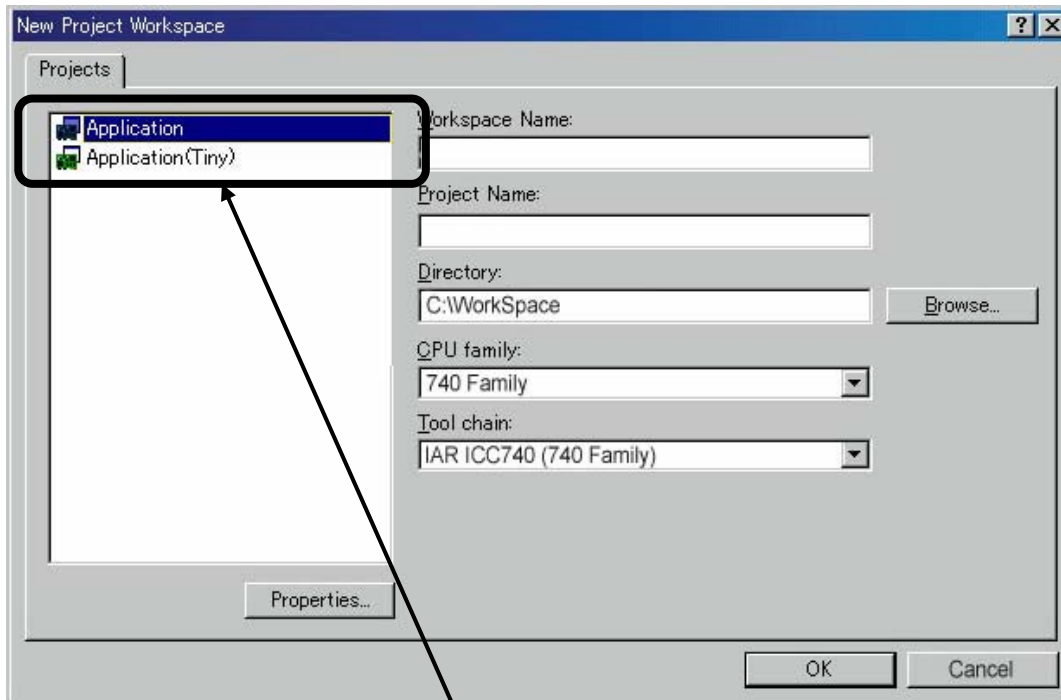 New Project Workspace
Projects
Application
Application(Tiny)
Workspace Name:
Project Name:
Directory:
C:\WorkSpace
Browse...
CPU family:
740 Family
Tool chain:
IAR ICC740 (740 Family)
Properties...
OK
Cancel